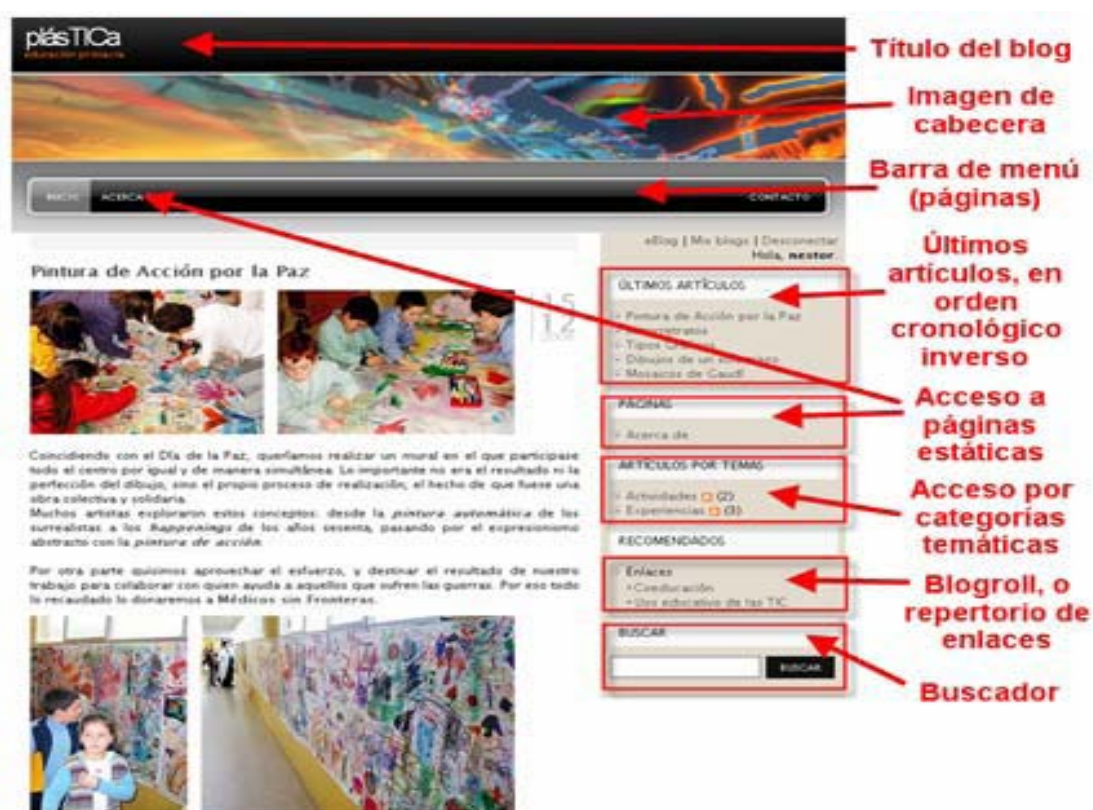 plásTICa
educación primaria
Título del blog
Imagen de
cabecera
Barra de menú
(páginas)
INICIO ACERCA
CONTACTO
eBlog | Mis blogs | Desconectar
Hola, nestor.
Pintura de Acción por la Paz
15
12
Coincidiendo con el Día de la Paz, queríamos realizar un mural en el que participase
todo el centro por igual y de manera simultánea. Lo importante no era el resultado ni la
perfección del dibujo, sino el propio proceso de realización, el hecho de que fuese una
obra colectiva y solidaria.
Muchos artistas exploraron estos conceptos: desde la pintura automática de los
surrealistas a los happenings de los años sesenta, pasando por el expresionismo
abstracto con la pintura de acción.
Por otra parte quisimos aprovechar el esfuerzo, y destinar el resultado de nuestro
trabajo para colaborar con quien ayuda a aquellos que sufren las guerras. Por eso todo
lo recaudado lo donaremos a Médicos sin Fronteras.
ÚLTIMOS ARTÍCULOS
Pintura de Acción por la Paz
Tipos
Dibujos de un
Mosaicos de Gaudí
Últimos
artículos, en
orden
cronológico
inverso
PÁGINAS
Acerca de
Acceso a
páginas
estáticas
ARTÍCULOS POR TEMAS
Actividades (2)
Experiencias (3)
Acceso por
categorías
temáticas
RECOMENDADOS
Enlaces
Coeducación
Uso educativo de las TIC
Blogroll, o
repertorio de
enlaces
BUSCAR
BUSCAR
Buscador